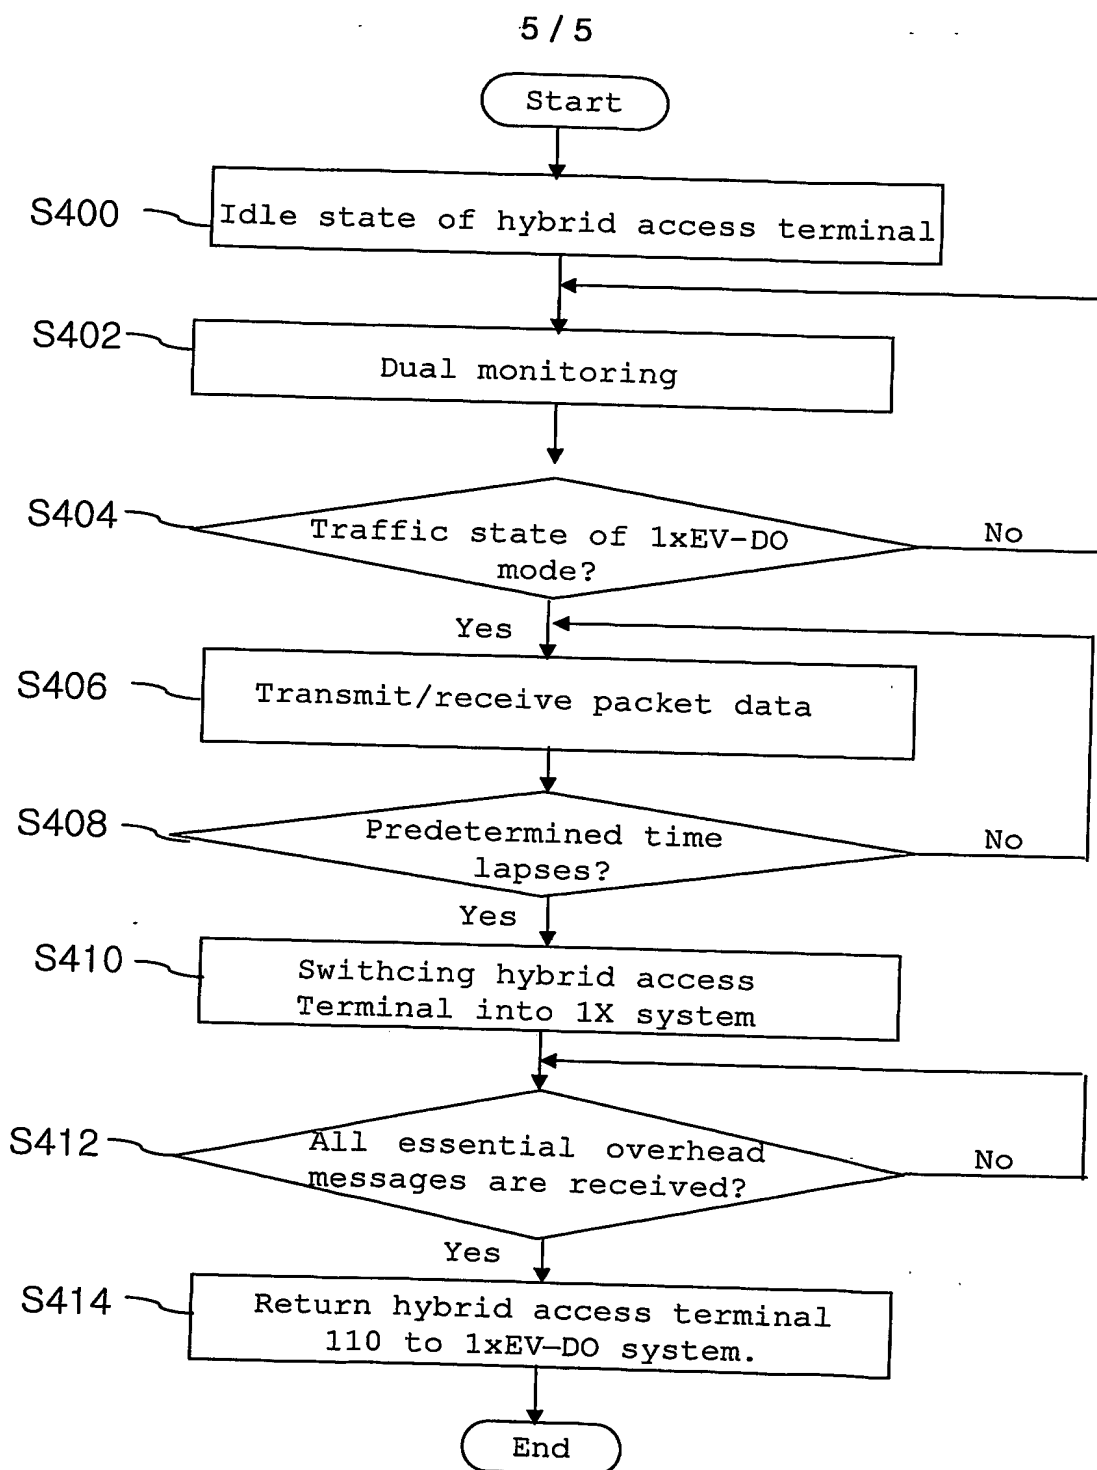 5 / 5
Start
S400
Idle state of hybrid access terminal
S402
Dual monitoring
S404
Traffic state of 1xEV-DO
mode?
No
Yes
S406
Transmit/receive packet data
S408
Predetermined time
lapses?
No
Yes
S410
Swithcing hybrid access
Terminal into 1X system
S412
All essential overhead
messages are received?
No
Yes
S414
Return hybrid access terminal
110 to 1xEV-DO system.
End